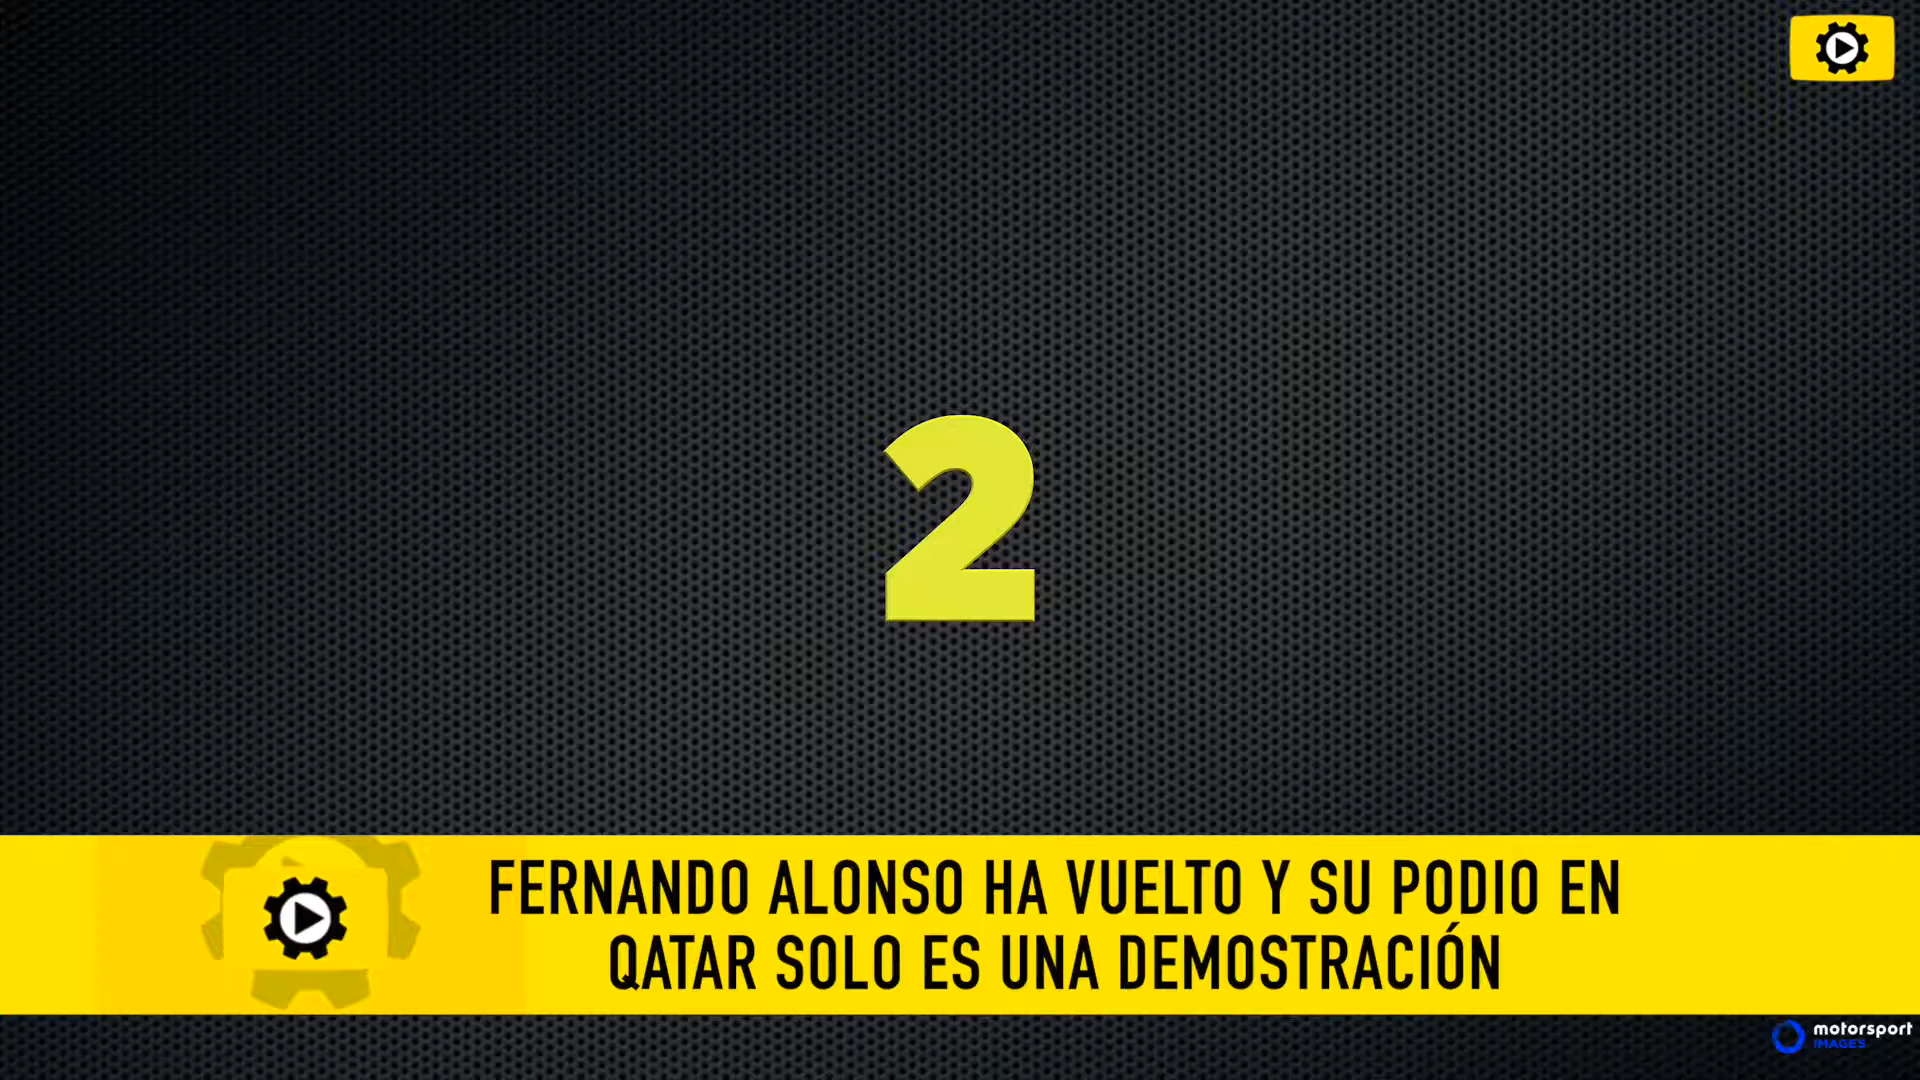 2
FERNANDO ALONSO HA VUELTO Y SU PODIO EN
QATAR SOLO ES UNA DEMOSTRACIÓN
motorsport
IMAGES